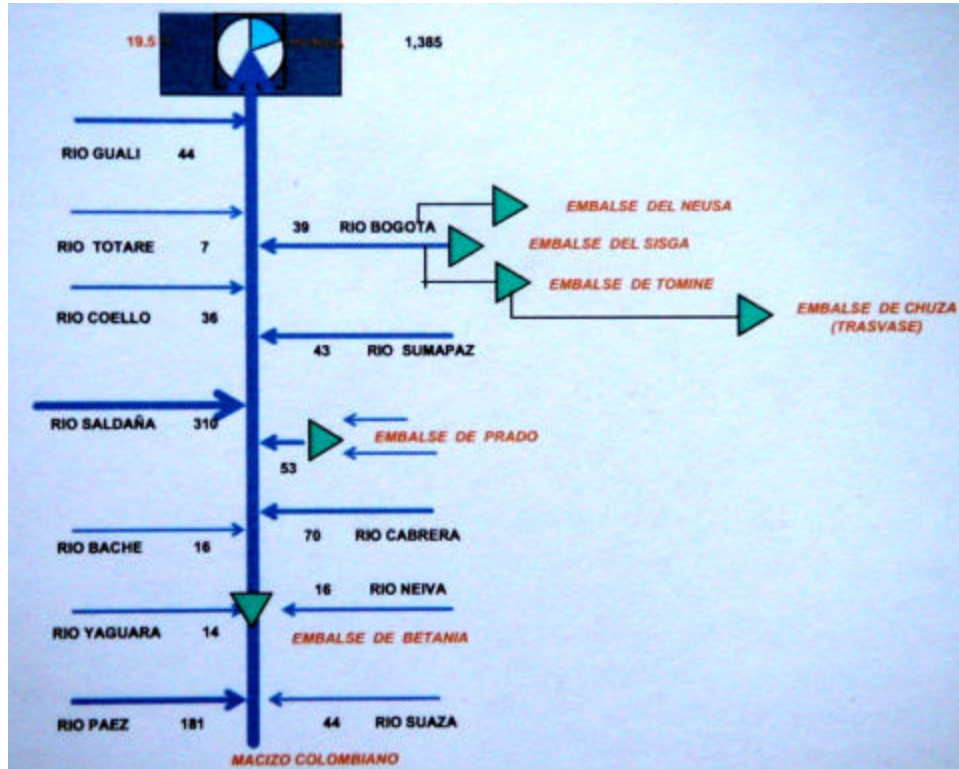 19.5
1,385
RIO GUALI 44
EMBALSE DEL NEUSA
39 RIO BOGOTA
RIO TOTARE 7
EMBALSE DEL SISGA
EMBALSE DE TOMINE
RIO COELLO 36
EMBALSE DE CHUZA
(TRASVASE)
43 RIO SUMAPAZ
RIO SALDAÑA 310
EMBALSE DE PRADO
53
70 RIO CABRERA
RIO BACHE 16
16 RIO NEIVA
RIO YAGUARA 14
EMBALSE DE BETANIA
RIO PAEZ 181
44 RIO SUAZA
MACIZO COLOMBIANO